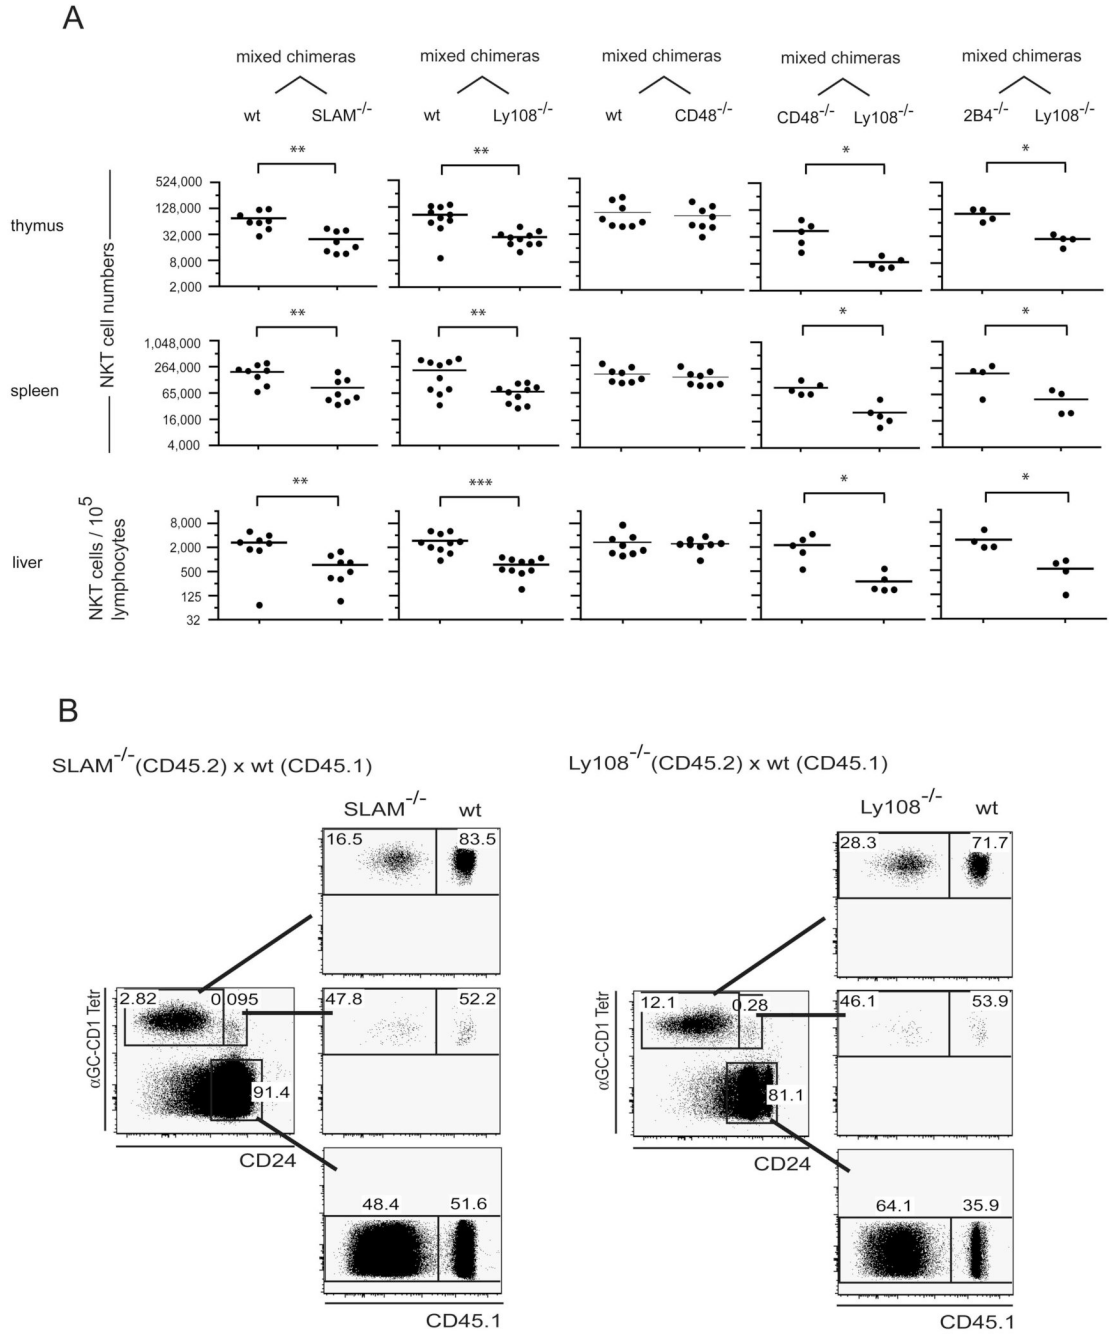 A
mixed chimeras mixed chimeras mixed chimeras mixed chimeras mixed chimeras
wt SLAM-/- wt Ly108-/- wt CD48-/- CD48-/- Ly108-/- 2B4-/- Ly108-/-
** ** * *
thymus
NKT cell numbers
524,000
128,000
32,000
8,000
2,000
** ** * *
spleen
1,048,000
264,000
65,000
16,000
4,000
** *** * *
liver
NKT cells / 10^5
lymphocytes
8,000
2,000
500
125
32
B
SLAM-/-(CD45.2) x wt (CD45.1)
SLAM-/- wt
16.5 83.5
2.82 0.095
47.8 52.2
91.4
48.4 51.6
αGC-CD1 Tetr
CD24
CD45.1
Ly108-/-(CD45.2) x wt (CD45.1)
Ly108-/- wt
28.3 71.7
12.1 0.28
46.1 53.9
81.1
64.1 35.9
αGC-CD1 Tetr
CD24
CD45.1